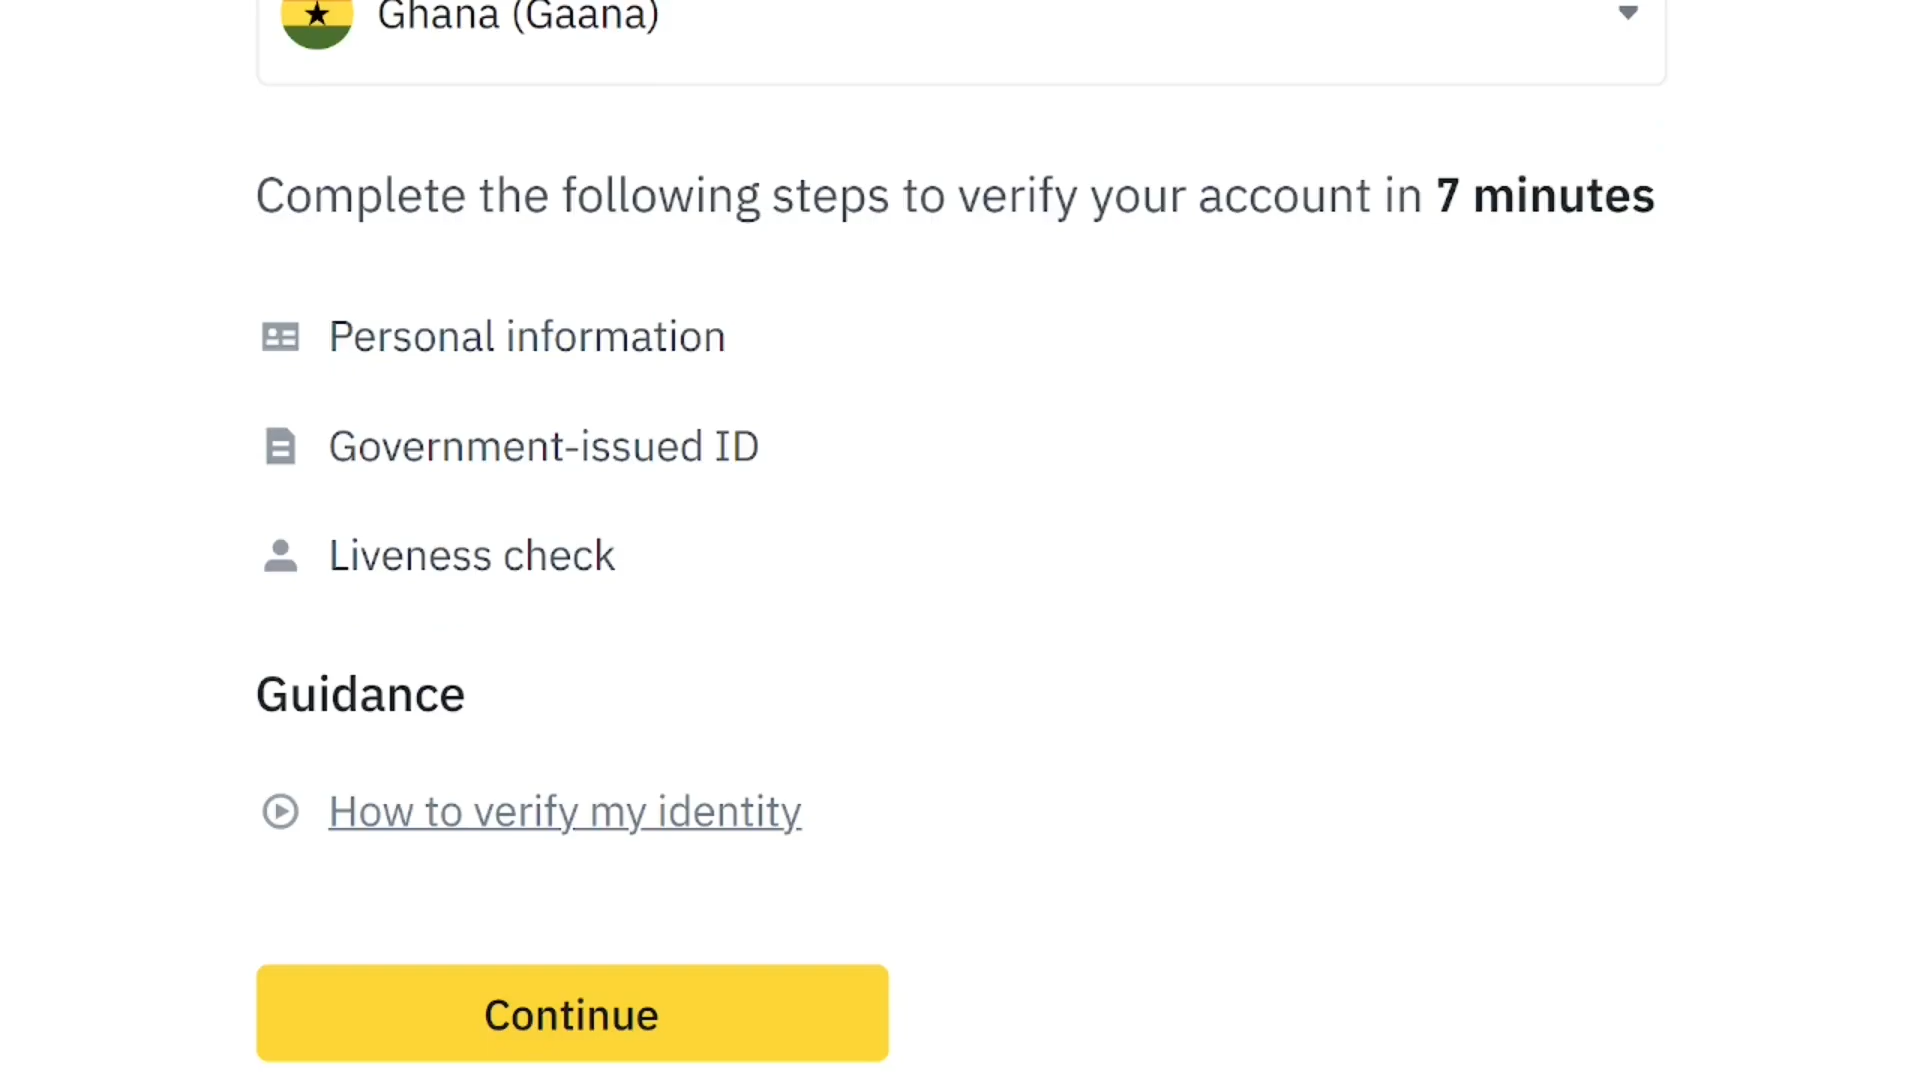 Ghana (Gaana)
Complete the following steps to verify your account in 7 minutes
Personal information
Government-issued ID
Liveness check
Guidance
How to verify my identity
Continue